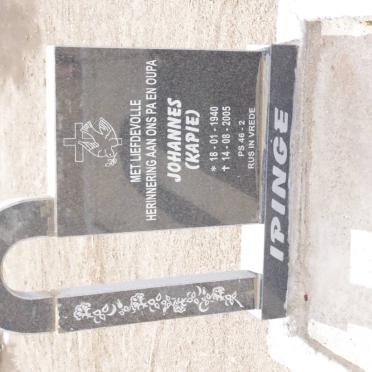 MET LIEFDEVOLLE
HERINNERING AAN ONS PA EN OUPA
JOHANNES
(KAPIE)
* 18 - 01 - 1940
✝ 14 - 08 - 2005
PS 46 - 2
RUS IN VREDE
IPINGE